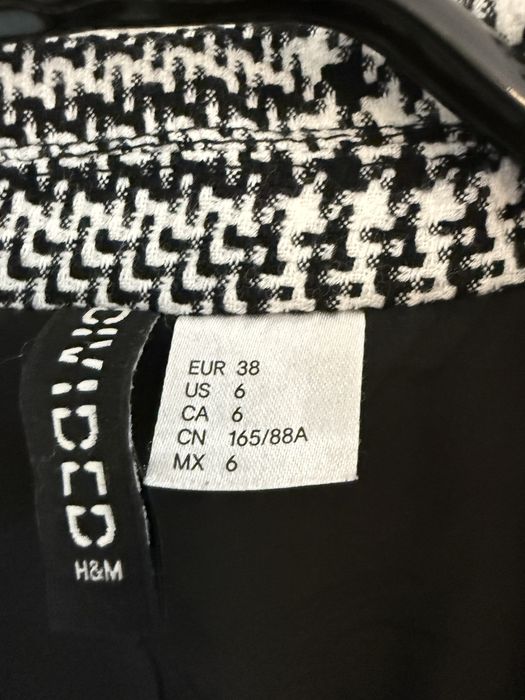 DIVIDED
H&M
EUR 38
US 6
CA 6
CN 165/88A
MX 6